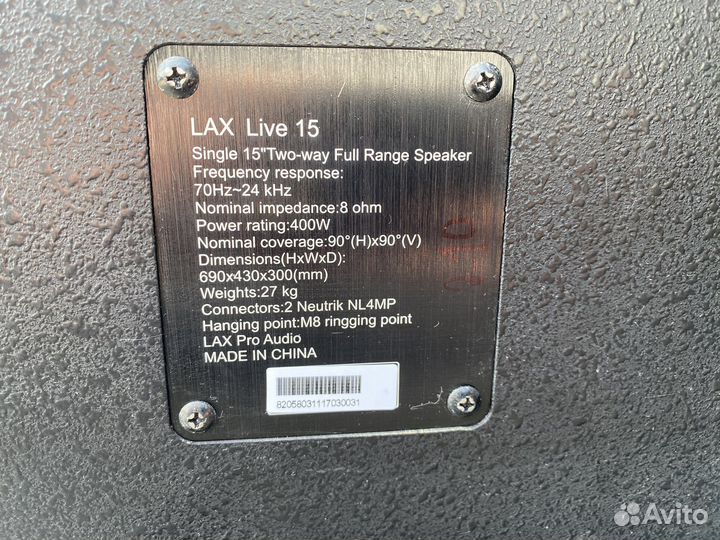 LAX Live 15
Single 15"Two-way Full Range Speaker
Frequency response:
70Hz~24 kHz
Nominal impedance:8 ohm
Power rating:400W
Nominal coverage:90°(H)x90°(V)
Dimensions(HxWxD):
690x430x300(mm)
Weights:27 kg
Connectors:2 Neutrik NL4MP
Hanging point:M8 ringging point
LAX Pro Audio
MADE IN CHINA
82058031117030031
Avito